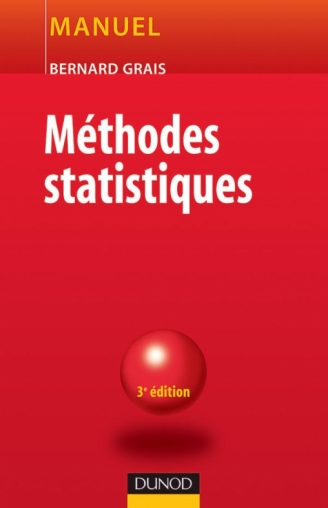 MANUEL
BERNARD GRAIS
Méthodes
statistiques
3e édition
DUNOD